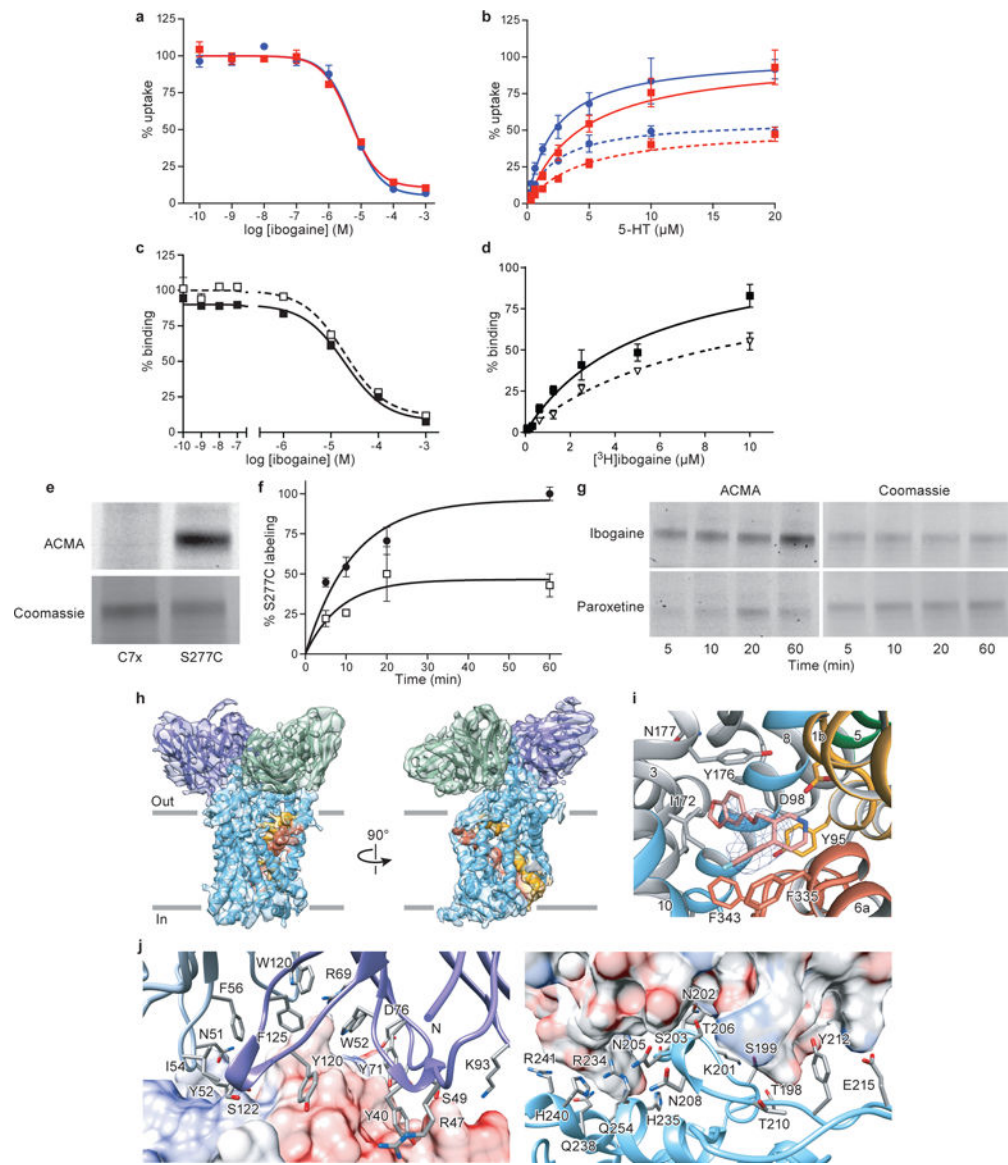 a
% uptake
100
75
50
25
0
-10 -9 -8 -7 -6 -5 -4 -3
log [ibogaine] (M)
b
% uptake
100
75
50
25
0
0 5 10 15 20
5-HT (µM)
c
% binding
100
75
50
25
0
-10 -9 -8 -7 -6 -5 -4 -3
log [ibogaine] (M)
d
% binding
100
75
50
25
0
0 2 4 6 8 10
[³H]ibogaine (µM)
e
ACMA
Coomassie
C7x S277C
f
% S277C labeling
100
75
50
25
0
0 10 20 30 40 50 60
Time (min)
g
ACMA Coomassie
Ibogaine
Paroxetine
5 10 20 60 5 10 20 60
Time (min)
h
Out
In
90°
i
N177
8
1b
5
3
Y176
I172
D98
Y95
F335
10
F343
6a
j
W120
R69
F56
D76
N
N51
F125
W52
I54
Y120
Y71
K93
Y52
S122
S49
Y40
R47
N202
T206
Y212
N205
S203
S199
R241
R234
K201
E215
T198
H240
N208
Q254
H235
T210
Q238